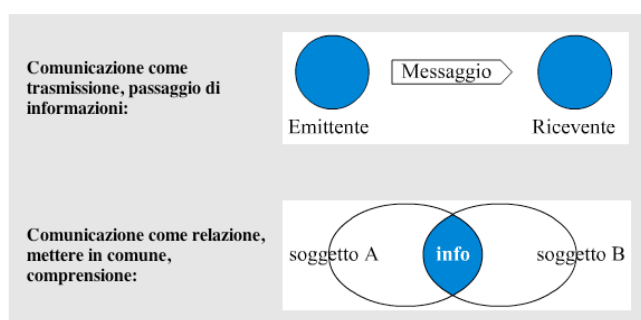 Comunicazione come
trasmissione, passaggio di
informazioni:
Messaggio
Emittente
Ricevente
Comunicazione come relazione,
mettere in comune,
comprensione:
soggetto A
info
soggetto B